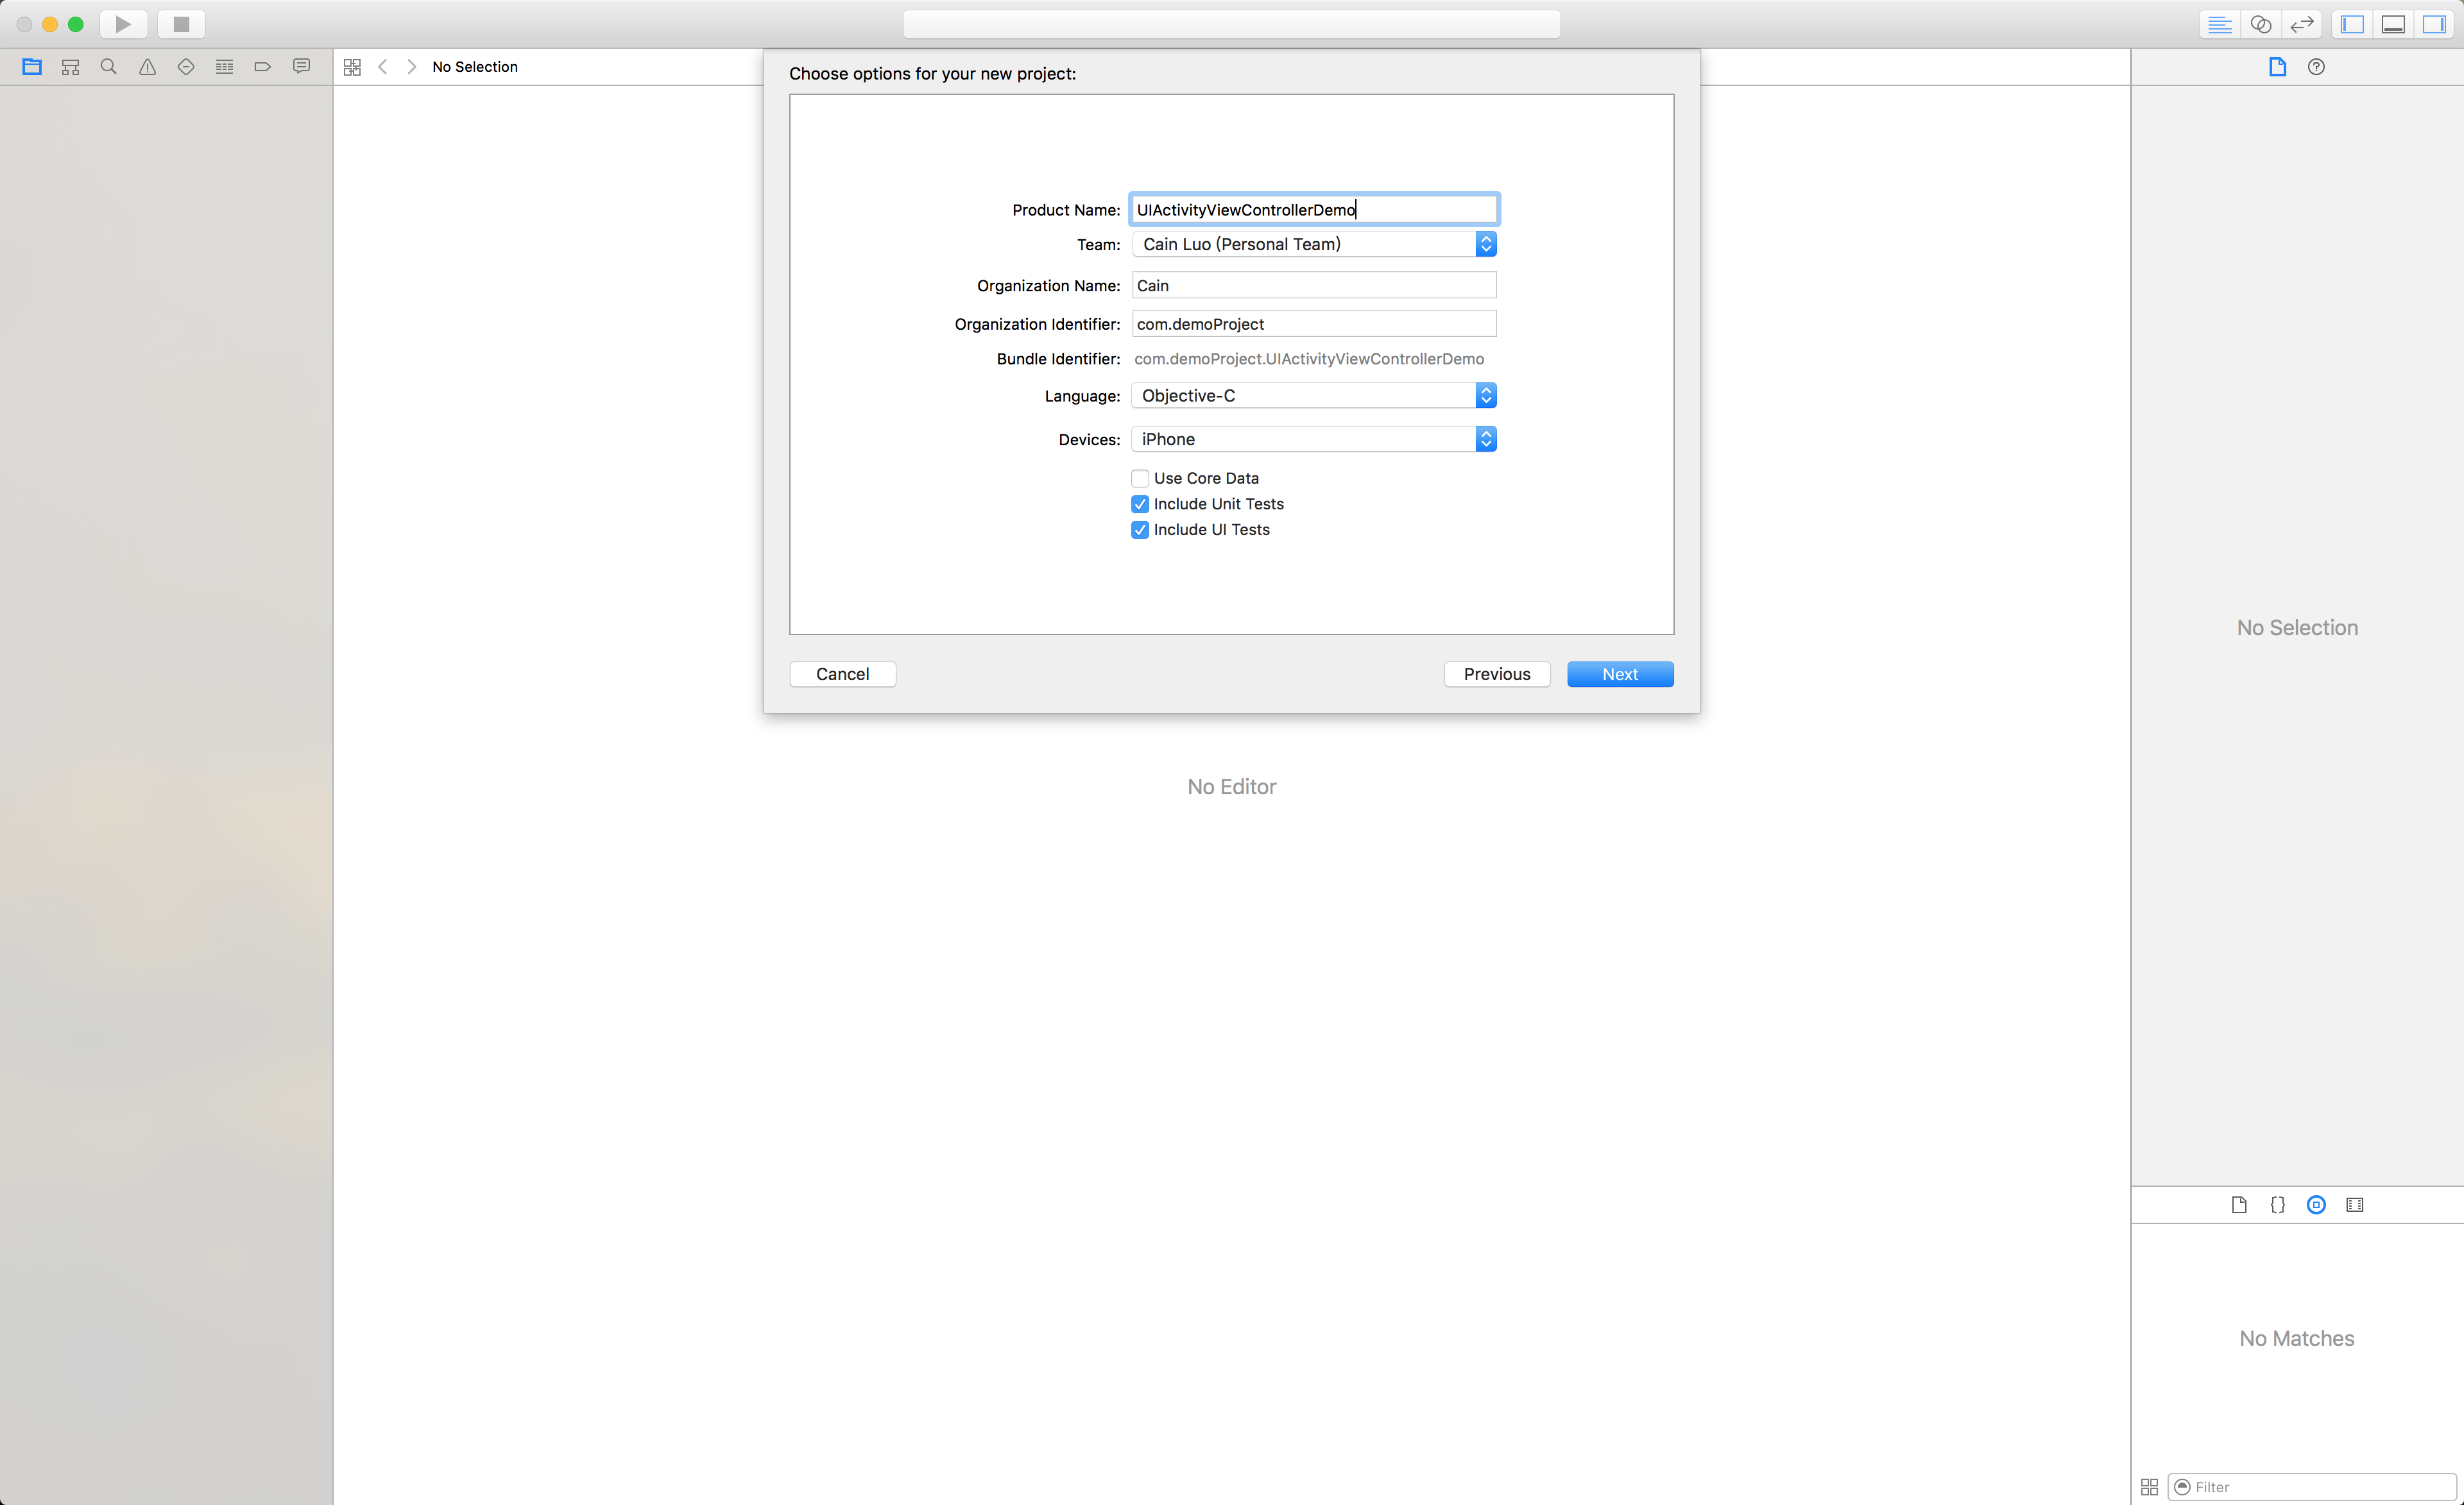 No Selection
Choose options for your new project:
Product Name: UIActivityViewControllerDemo
Team: Cain Luo (Personal Team)
Organization Name: Cain
Organization Identifier: com.demoProject
Bundle Identifier: com.demoProject.UIActivityViewControllerDemo
Language: Objective-C
Devices: iPhone
Use Core Data
Include Unit Tests
Include UI Tests
Cancel Previous Next
No Selection
No Editor
No Matches
Filter